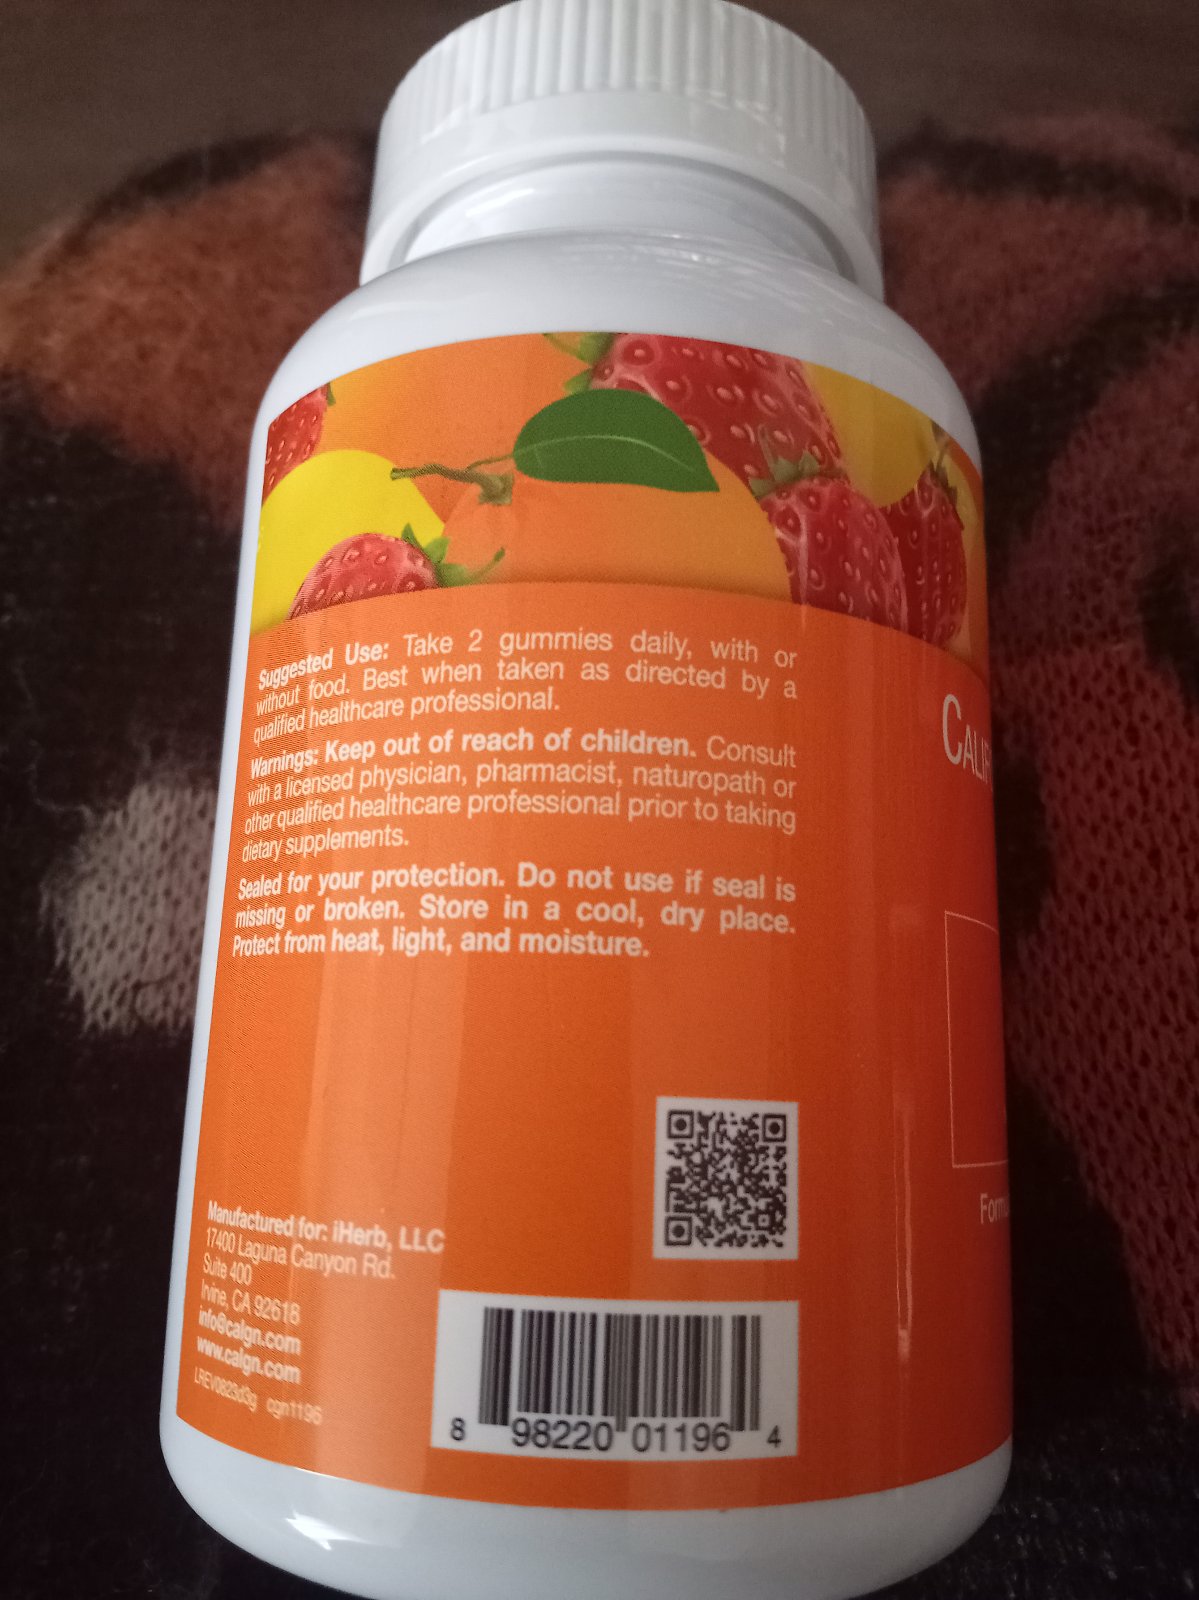 Suggested Use: Take 2 gummies daily, with or
without food. Best when taken as directed by a
qualified healthcare professional.
Warnings: Keep out of reach of children. Consult
with a licensed physician, pharmacist, naturopath or
other qualified healthcare professional prior to taking
dietary supplements.
Sealed for your protection. Do not use if seal is
missing or broken. Store in a cool, dry place.
Protect from heat, light, and moisture.
Manufactured for: iHerb, LLC
17400 Laguna Canyon Rd.
Suite 400
Irvine, CA 92618
info@calgn.com
www.calgn.com
LREV0823d3g cgn1196
8 98220 01196 4
CALIF
Formu